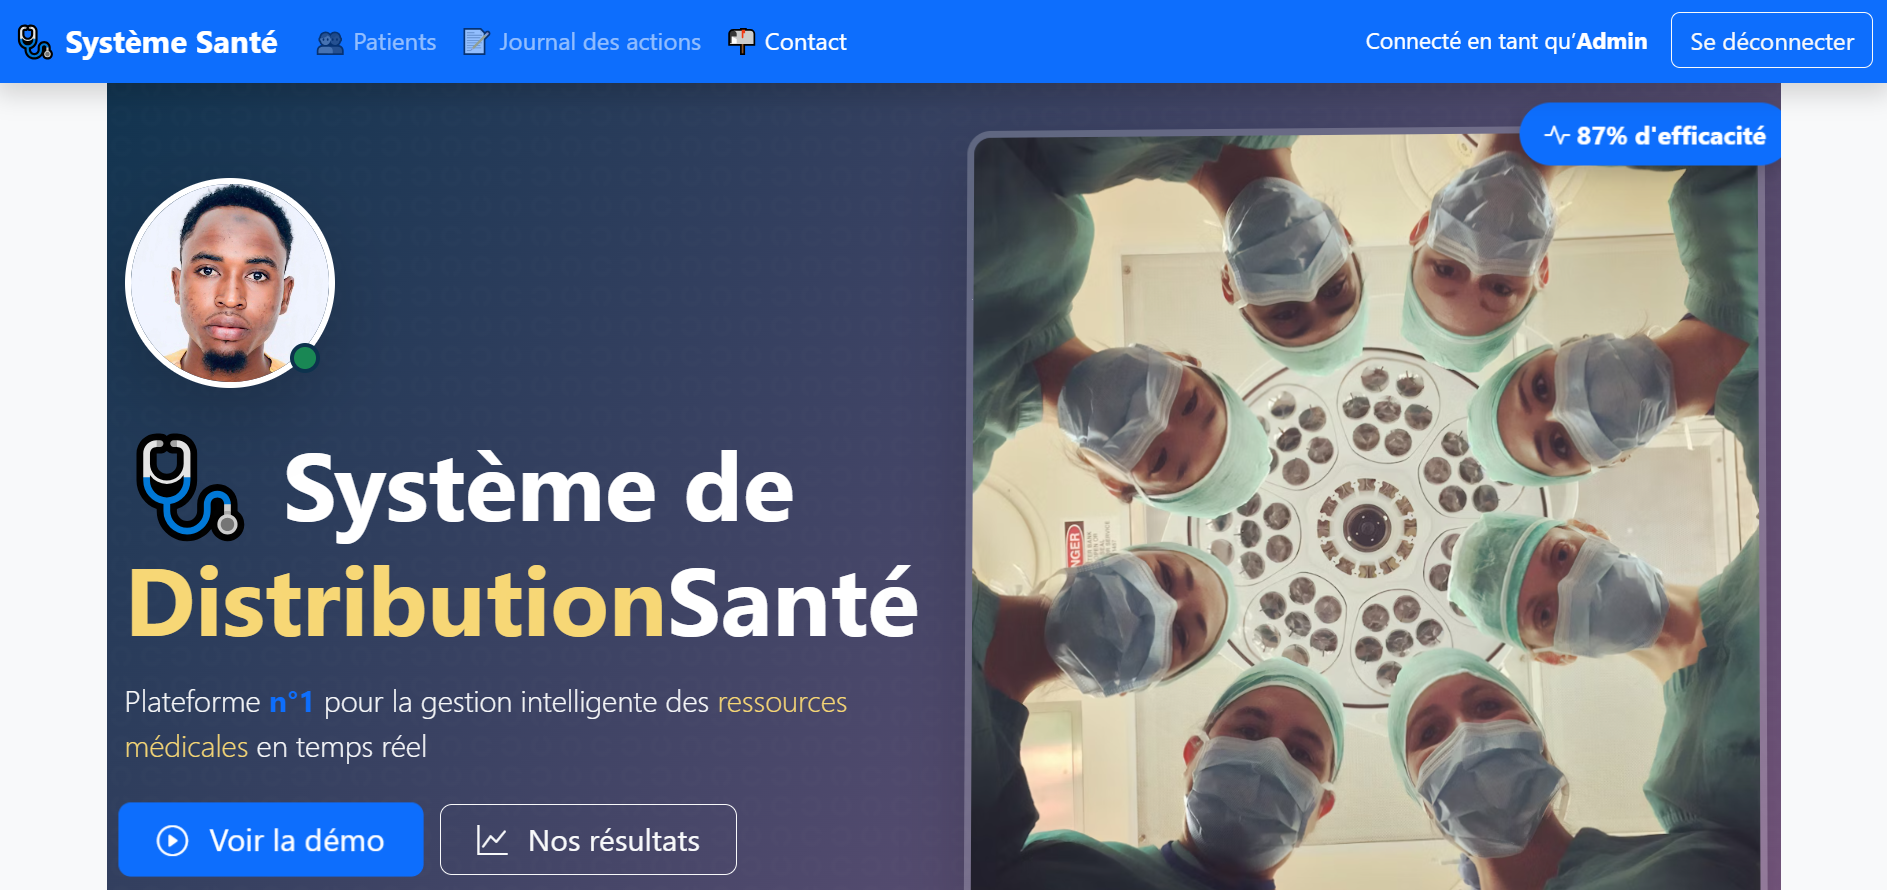 Système Santé
Patients
Journal des actions
Contact
Connecté en tant qu’Admin
Se déconnecter
87% d'efficacité
DANGER
Système de
DistributionSanté
Plateforme n°1 pour la gestion intelligente des ressources
médicales en temps réel
Voir la démo
Nos résultats